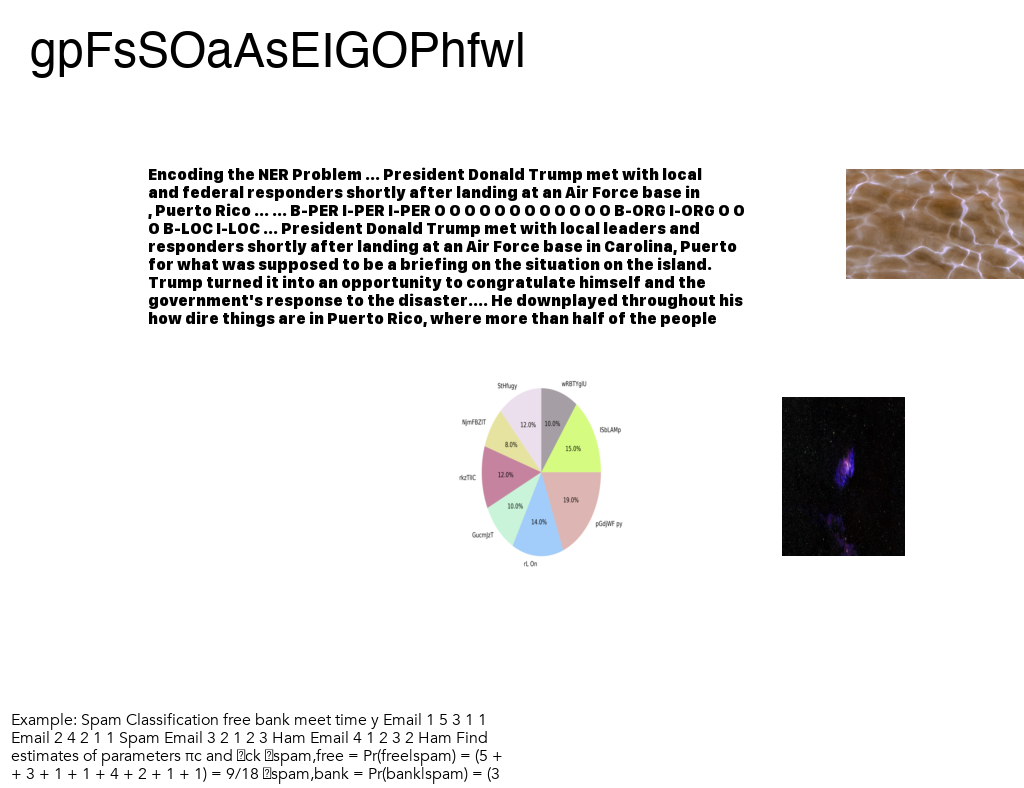 gpFsSOaAsEIGOPhfwl
Encoding the NER Problem ... President Donald Trump met with local
and federal responders shortly after landing at an Air Force base in
, Puerto Rico ... ... B-PER I-PER I-PER O O O O O O O O O O O O B-ORG I-ORG O O
O B-LOC I-LOC ... President Donald Trump met with local leaders and
responders shortly after landing at an Air Force base in Carolina, Puerto
for what was supposed to be a briefing on the situation on the island.
Trump turned it into an opportunity to congratulate himself and the
government's response to the disaster.... He downplayed throughout his
how dire things are in Puerto Rico, where more than half of the people
StHfugy
wRBTYglU
NjmFBZIT
lSbLAMp
12.0%
10.0%
8.0%
15.0%
rkzTlIC
12.0%
19.0%
10.0%
14.0%
GucmJzT
pGdjWF py
rL On
Example: Spam Classification free bank meet time y Email 1 5 3 1 1
Email 2 4 2 1 1 Spam Email 3 2 1 2 3 Ham Email 4 1 2 3 2 Ham Find
estimates of parameters πc and ck spam,free = Pr(free|spam) = (5 +
+ 3 + 1 + 1 + 4 + 2 + 1 + 1) = 9/18 spam,bank = Pr(bank|spam) = (3